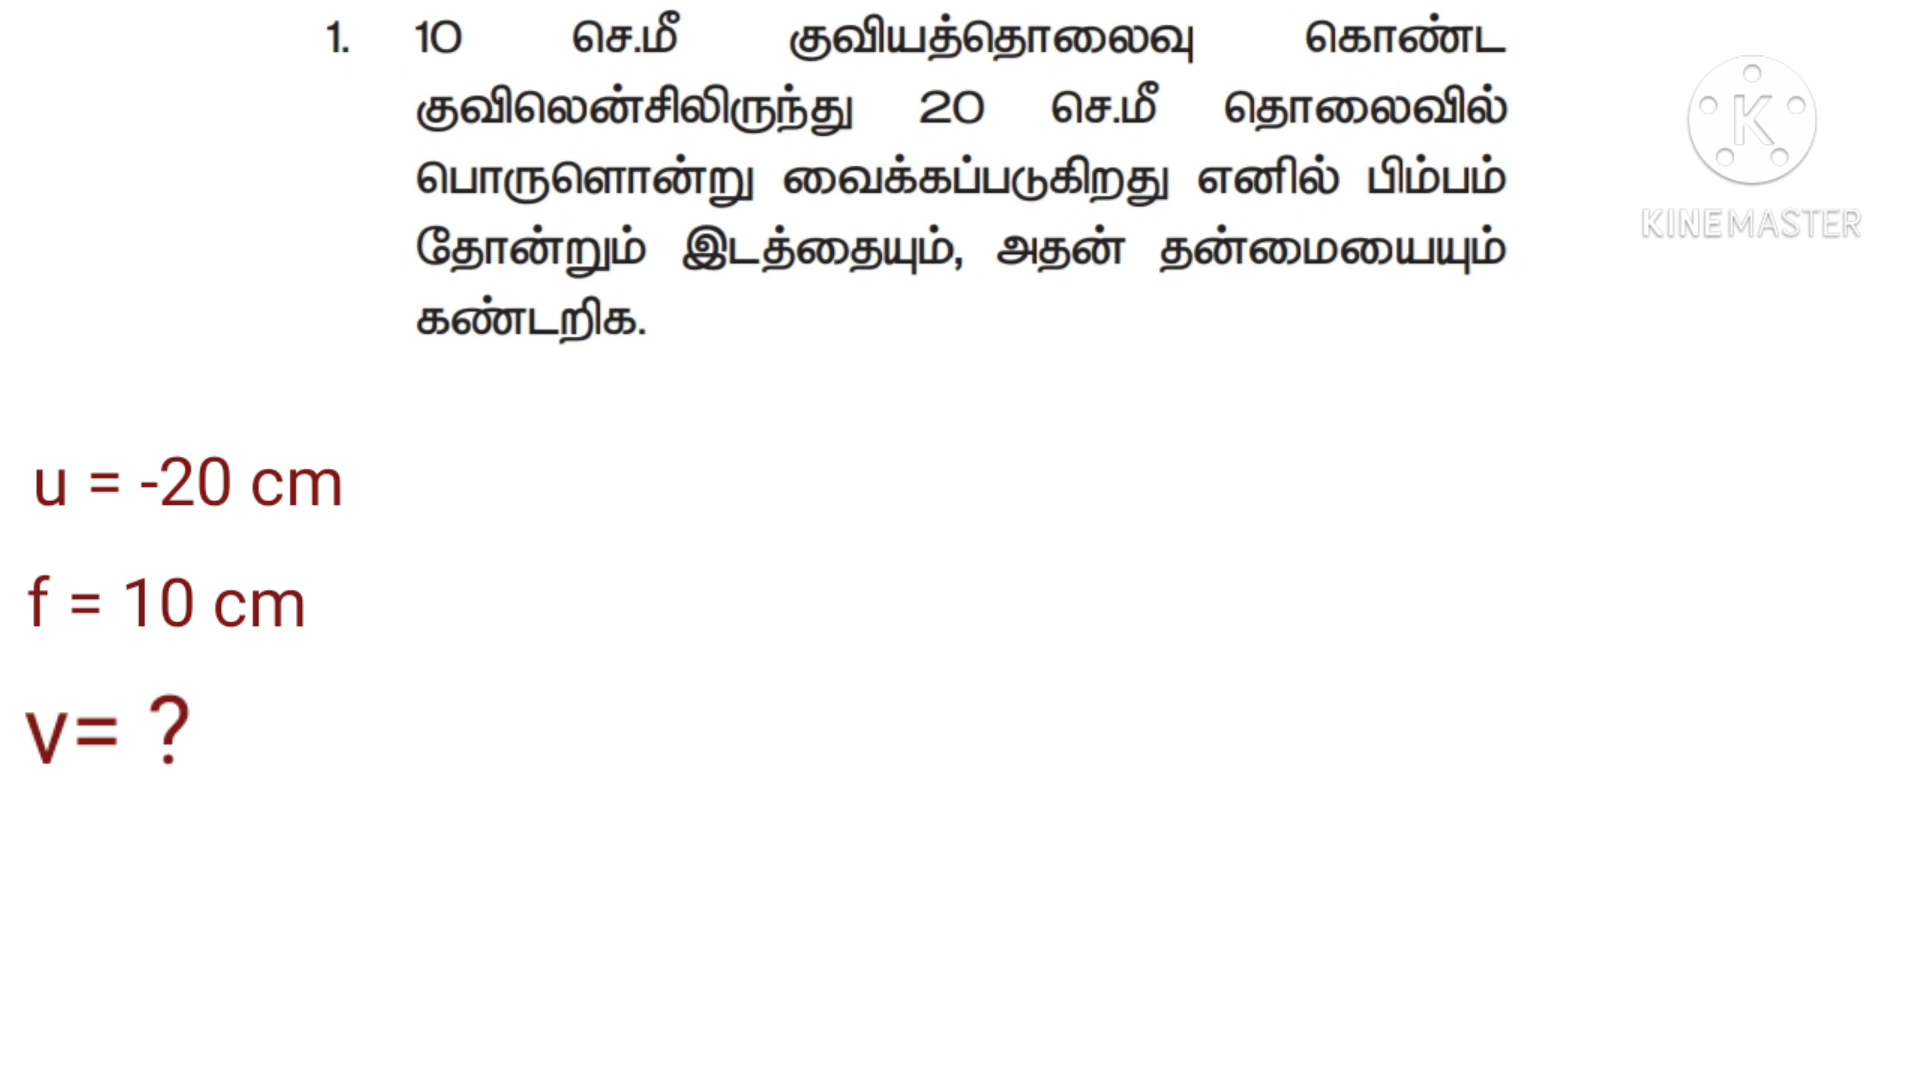 1. 10 செ.மீ குவியத்தொலைவு கொண்ட
குவிலென்சிலிருந்து 20 செ.மீ தொலைவில்
பொருளொன்று வைக்கப்படுகிறது எனில் பிம்பம்
தோன்றும் இடத்தையும், அதன் தன்மையையும்
கண்டறிக.
K
KINEMASTER
u = -20 cm
f = 10 cm
v= ?